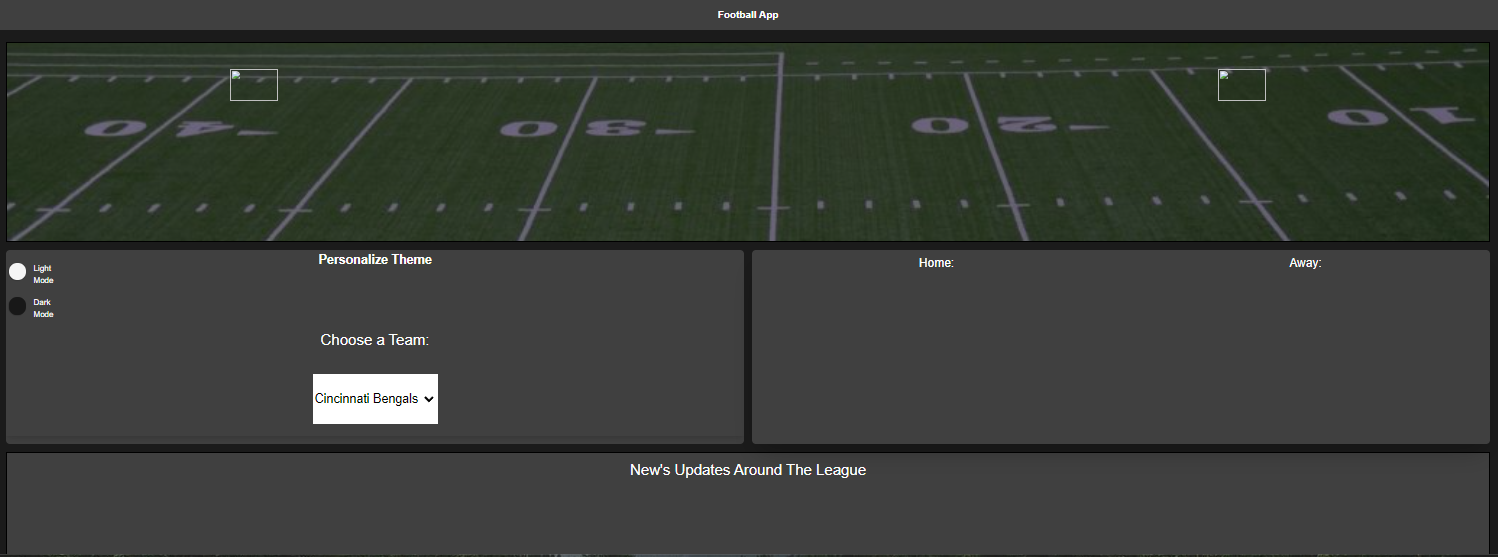 Football App
40
30
20
10
Personalize Theme
Light
Mode
Dark
Mode
Choose a Team:
Cincinnati Bengals
Home:
Away:
New's Updates Around The League